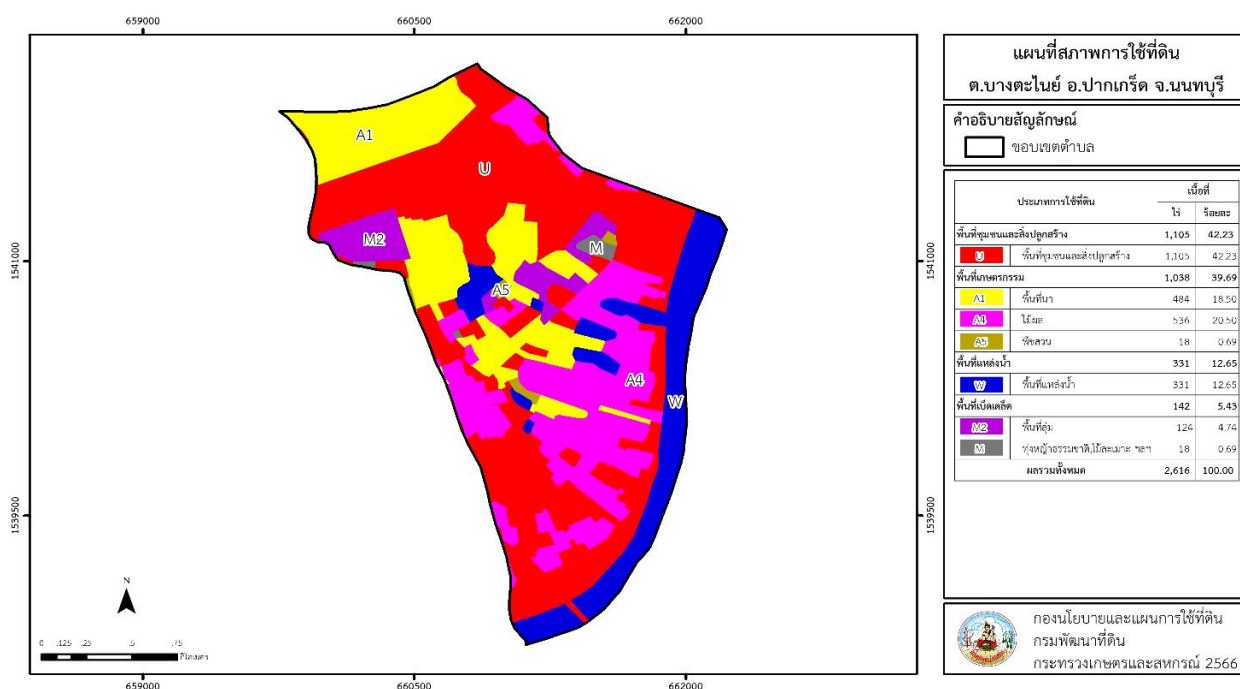 659000 660500 662000
แผนที่สภาพการใช้ที่ดิน
ต.บางตะไนย์ อ.ปากเกร็ด จ.นนทบุรี
คำอธิบายสัญลักษณ์
ขอบเขตตำบล
ประเภทการใช้ที่ดิน เนื้อที่
ไร่ ร้อยละ
พื้นที่ชุมชนและสิ่งปลูกสร้าง 1,105 42.23
U พื้นที่ชุมชนและสิ่งปลูกสร้าง 1,105 42.23
พื้นที่เกษตรกรรม 1,038 39.69
A1 พื้นที่นา 484 18.50
A4 ไม้ผล 536 20.50
A5 พืชสวน 18 0.69
พื้นที่แหล่งน้ำ 331 12.65
W พื้นที่แหล่งน้ำ 331 12.65
พื้นที่เบ็ดเตล็ด 142 5.43
M2 พื้นที่ลุ่ม 124 4.74
M ทุ่งหญ้าธรรมชาติ,ไม้ละเมาะ ฯลฯ 18 0.69
ผลรวมทั้งหมด 2,616 100.00
A1
U
M2
M
A5
A4
W
1541000 1541000
1539500 1539500
N
0 .125 .25 .5 .75
กิโลเมตร
659000 660500 662000
กองนโยบายและแผนการใช้ที่ดิน
กรมพัฒนาที่ดิน
กระทรวงเกษตรและสหกรณ์ 2566